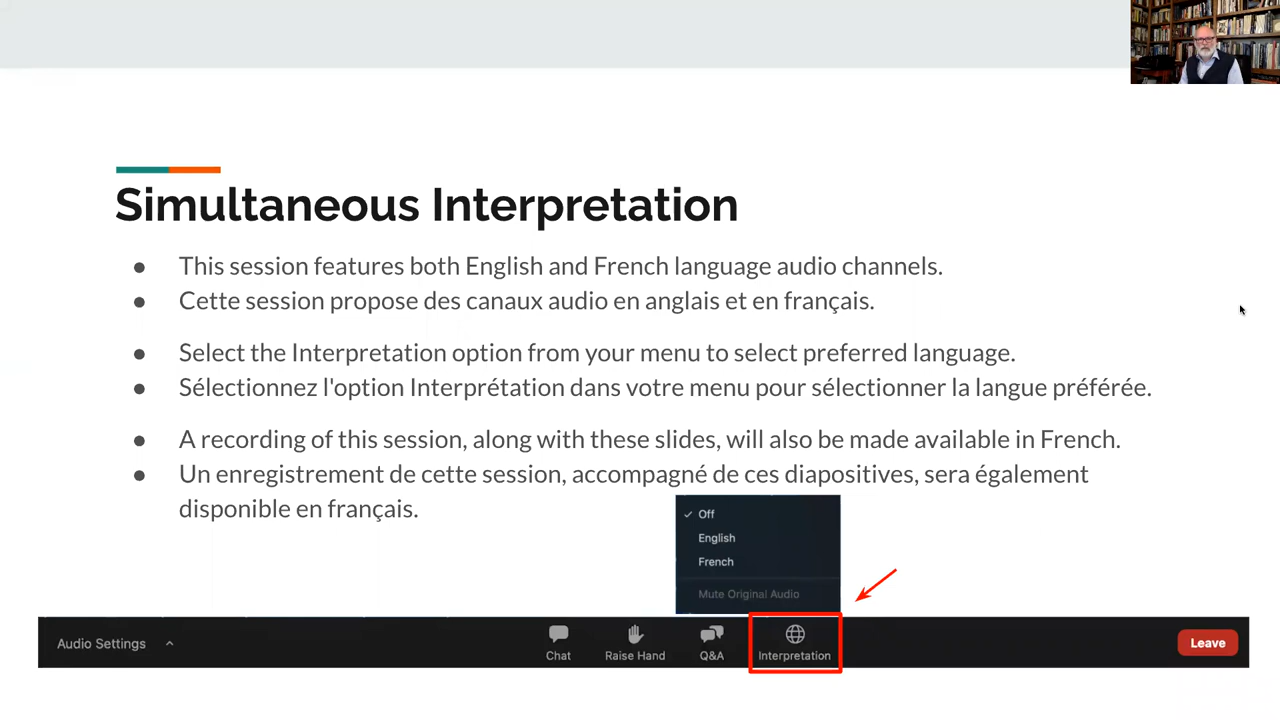 Simultaneous Interpretation
● This session features both English and French language audio channels.
● Cette session propose des canaux audio en anglais et en français.
● Select the Interpretation option from your menu to select preferred language.
● Sélectionnez l'option Interprétation dans votre menu pour sélectionner la langue préférée.
● A recording of this session, along with these slides, will also be made available in French.
● Un enregistrement de cette session, accompagné de ces diapositives, sera également
disponible en français.
✓ Off
English
French
Mute Original Audio
Audio Settings
Chat
Raise Hand
Q&A
Interpretation
Leave